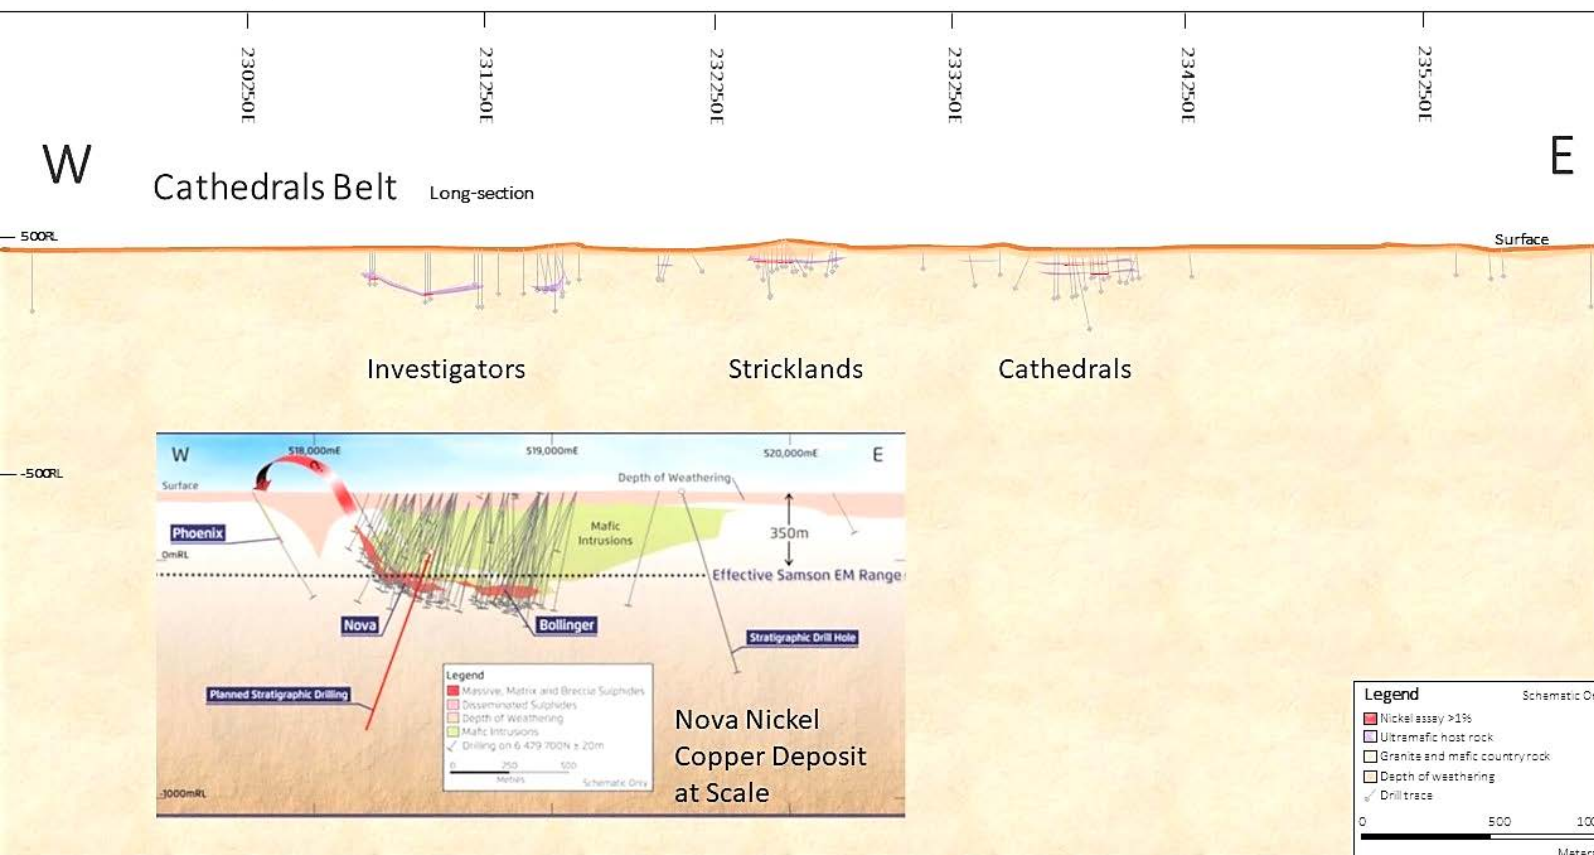 230250E
231250E
232250E
233250E
234250E
235250E
W
E
Cathedrals Belt
Long-section
500RL
Surface
Investigators
Stricklands
Cathedrals
-500RL
W
518,000mE
519,000mE
520,000mE
E
Surface
Depth of Weathering
Phoenix
Mafic
Intrusions
350m
0mRL
Effective Samson EM Range
Nova
Bollinger
Stratigraphic Drill Hole
Planned Stratigraphic Drilling
Legend
Massive, Matrix and Breccia Sulphides
Disseminated Sulphides
Depth of Weathering
Mafic Intrusions
Drilling on 6 479 700N ± 20m
0 250 500
Metres
Schematic Only
-1000mRL
Nova Nickel
Copper Deposit
at Scale
Legend
Schematic
Nickel assay >1%
Ultramafic host rock
Granite and mafic country rock
Depth of weathering
Drill trace
0 500